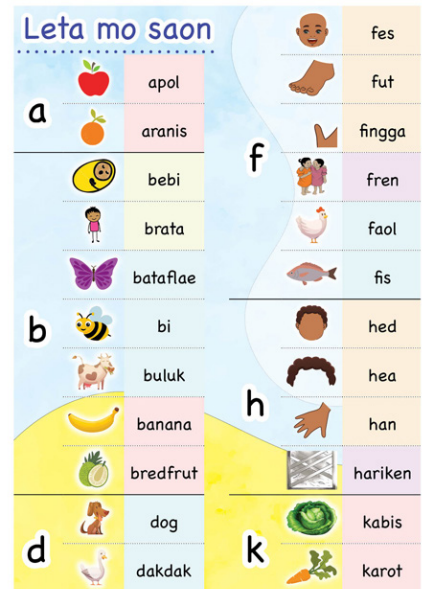 Leta mo saon
a
apol
aranis
b
bebi
brata
bataflae
bi
buluk
banana
bredfrut
d
dog
dakdak
f
fes
fut
fingga
fren
faol
fis
h
hed
hea
han
hariken
k
kabis
karot